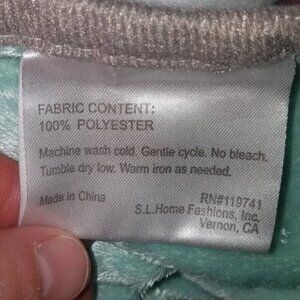 FABRIC CONTENT:
100% POLYESTER
Machine wash cold. Gentle cycle. No bleach.
Tumble dry low. Warm iron as needed.
Made in China
RN#119741
S.L.Home Fashions, Inc.
Vernon, CA